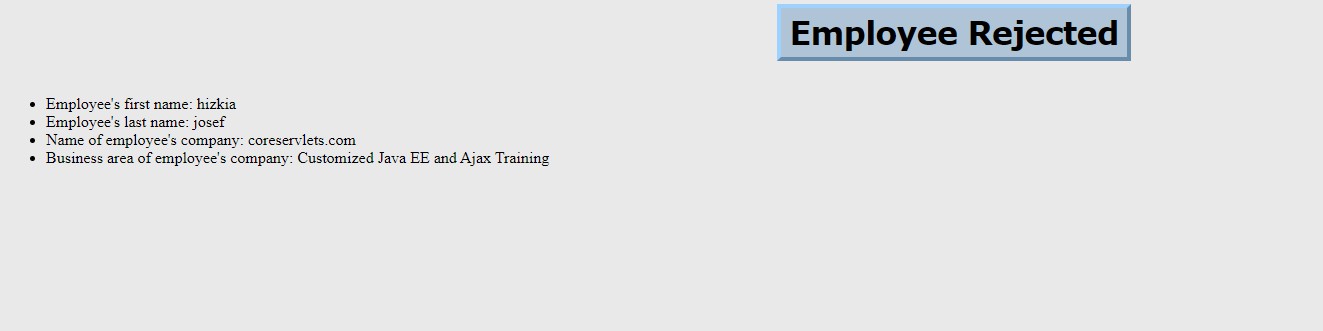 Employee Rejected
• Employee's first name: hizkia
• Employee's last name: josef
• Name of employee's company: coreservlets.com
• Business area of employee's company: Customized Java EE and Ajax Training